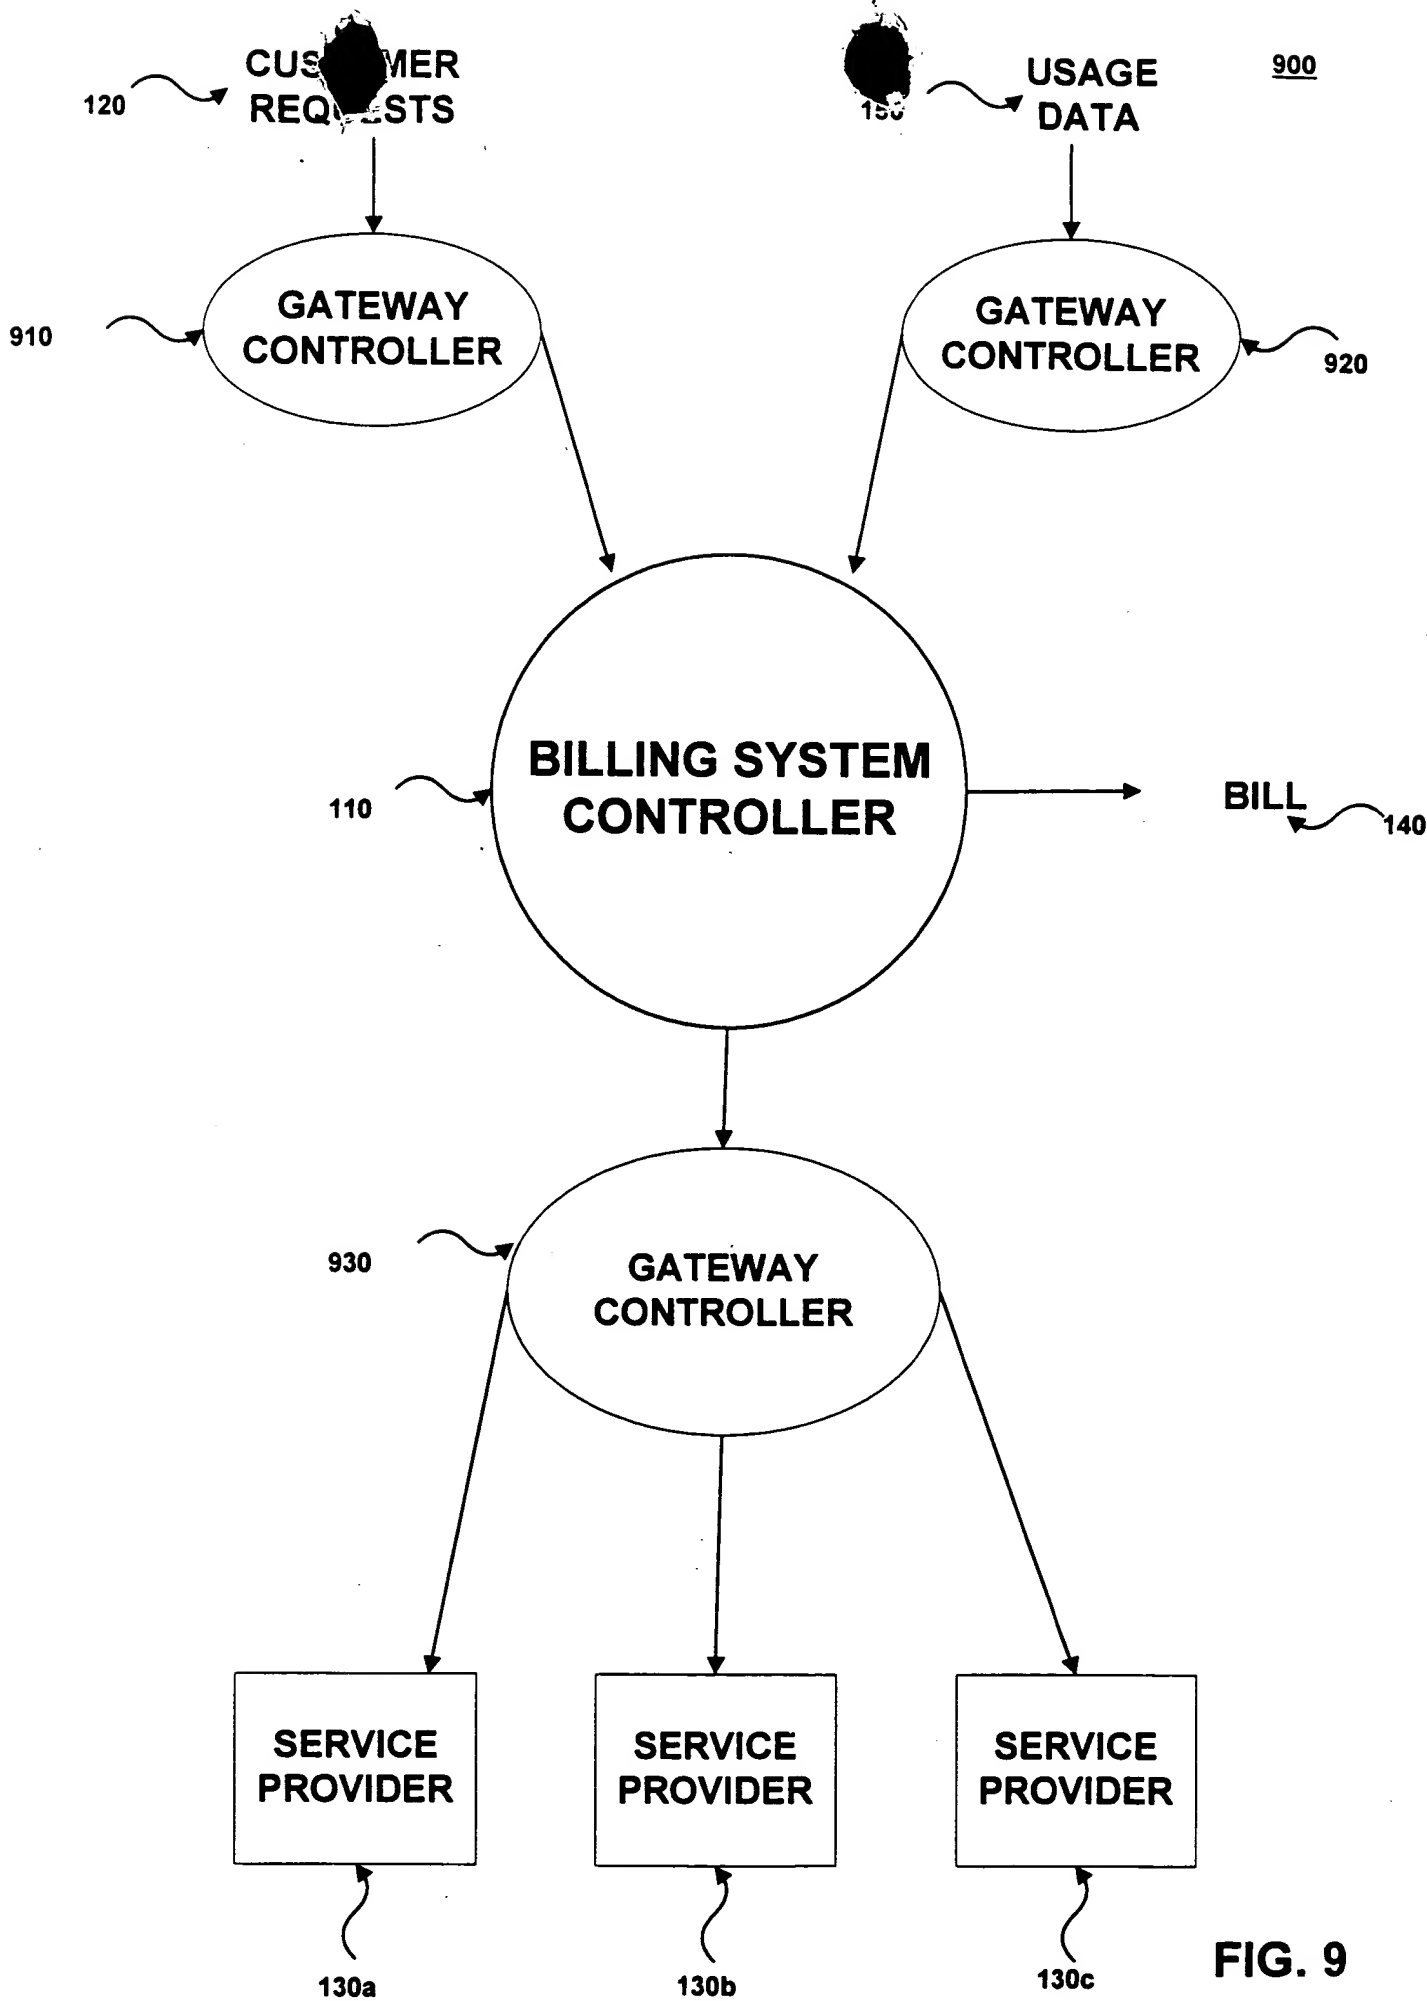 900
120
USAGE
DATA
GATEWAY
CONTROLLER
910
GATEWAY
CONTROLLER
920
BILLING SYSTEM
CONTROLLER
110
BILL
140
930
GATEWAY
CONTROLLER
SERVICE
PROVIDER
SERVICE
PROVIDER
SERVICE
PROVIDER
130a
130b
130c
FIG. 9